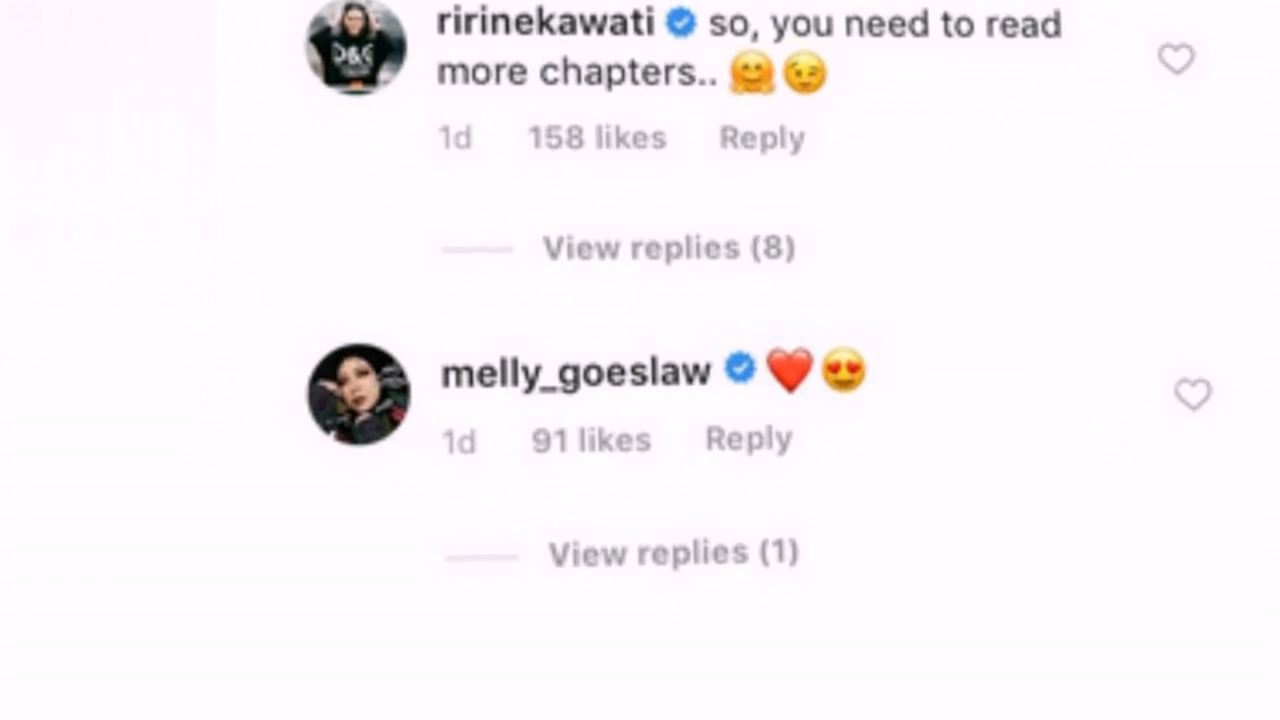 ririnekawati so, you need to read
more chapters.. 🤗😉
1d 158 likes Reply
View replies (8)
melly_goeslaw ❤️😍
1d 91 likes Reply
View replies (1)